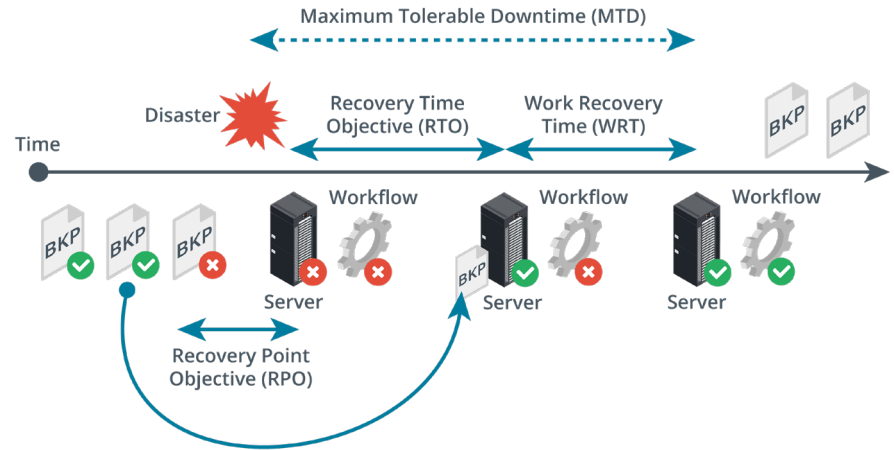 Maximum Tolerable Downtime (MTD)
Disaster
Recovery Time
Objective (RTO)
Work Recovery
Time (WRT)
BKP
BKP
Time
BKP
BKP
BKP
Workflow
Server
Workflow
BKP
Server
Workflow
Server
Recovery Point
Objective (RPO)